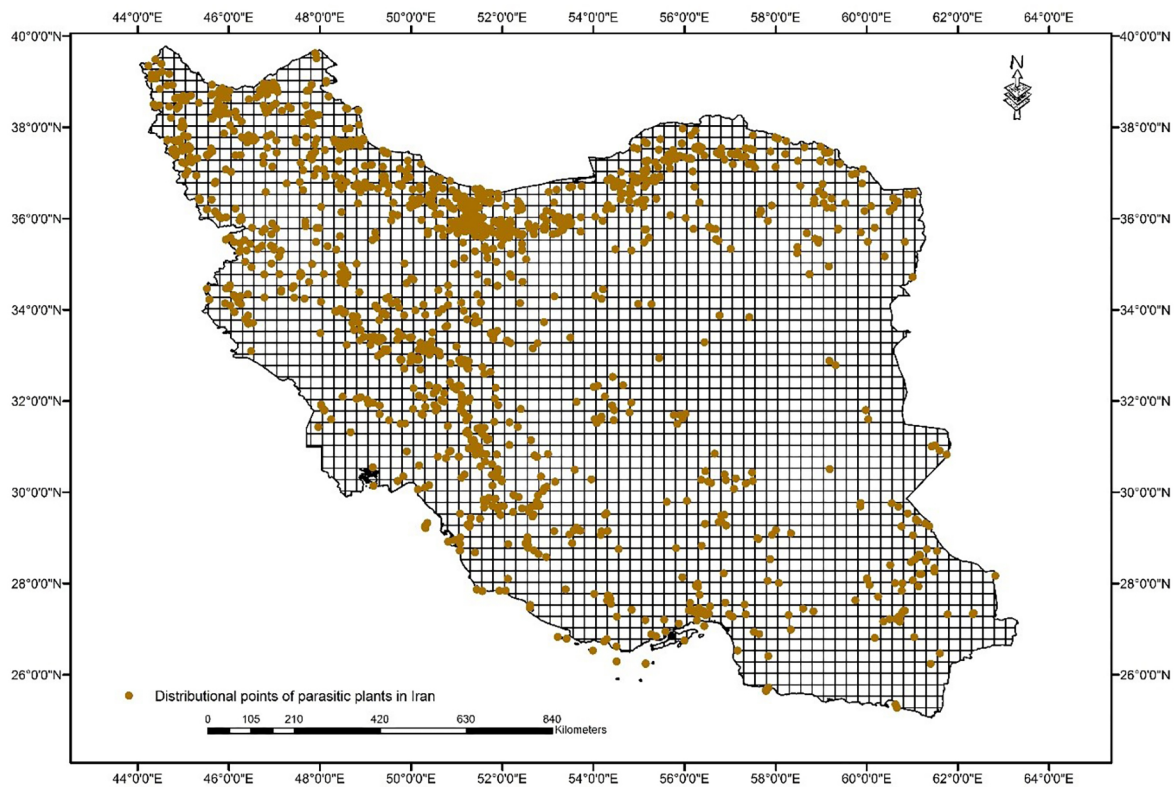 44°0'0"E 46°0'0"E 48°0'0"E 50°0'0"E 52°0'0"E 54°0'0"E 56°0'0"E 58°0'0"E 60°0'0"E 62°0'0"E 64°0'0"E
40°0'0"N 40°0'0"N
N
38°0'0"N 38°0'0"N
36°0'0"N 36°0'0"N
34°0'0"N 34°0'0"N
32°0'0"N 32°0'0"N
30°0'0"N 30°0'0"N
28°0'0"N 28°0'0"N
26°0'0"N 26°0'0"N
Distributional points of parasitic plants in Iran
0 105 210 420 630 840
Kilometers
44°0'0"E 46°0'0"E 48°0'0"E 50°0'0"E 52°0'0"E 54°0'0"E 56°0'0"E 58°0'0"E 60°0'0"E 62°0'0"E 64°0'0"E